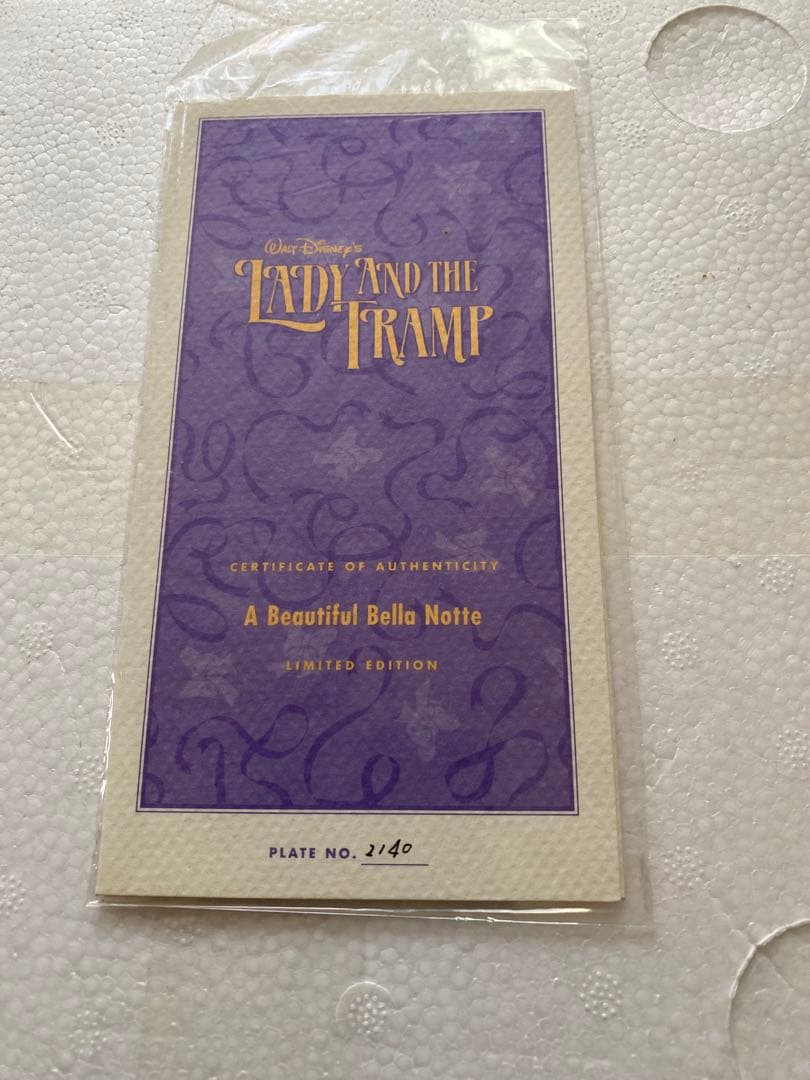 WALT DISNEY'S
LADY AND THE
TRAMP
CERTIFICATE OF AUTHENTICITY
A Beautiful Bella Notte
LIMITED EDITION
PLATE NO. 2140